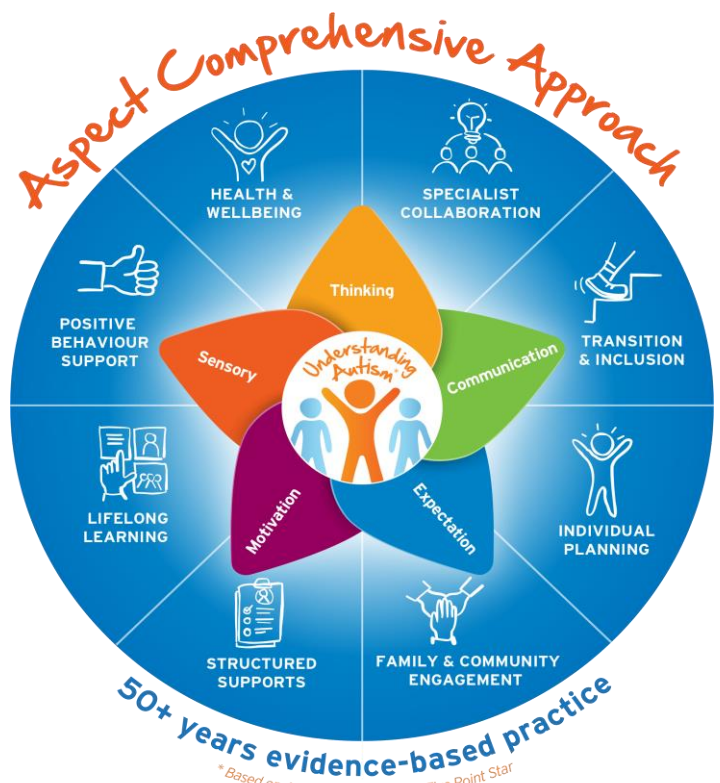 Aspect Comprehensive Approach
HEALTH &
WELLBEING
SPECIALIST
COLLABORATION
TRANSITION
& INCLUSION
INDIVIDUAL
PLANNING
FAMILY & COMMUNITY
ENGAGEMENT
STRUCTURED
SUPPORTS
LIFELONG
LEARNING
POSITIVE
BEHAVIOUR
SUPPORT
Thinking
Communication
Expectation
Motivation
Sensory
Understanding
Autism*
50+ years evidence-based practice
* Based on Point Star